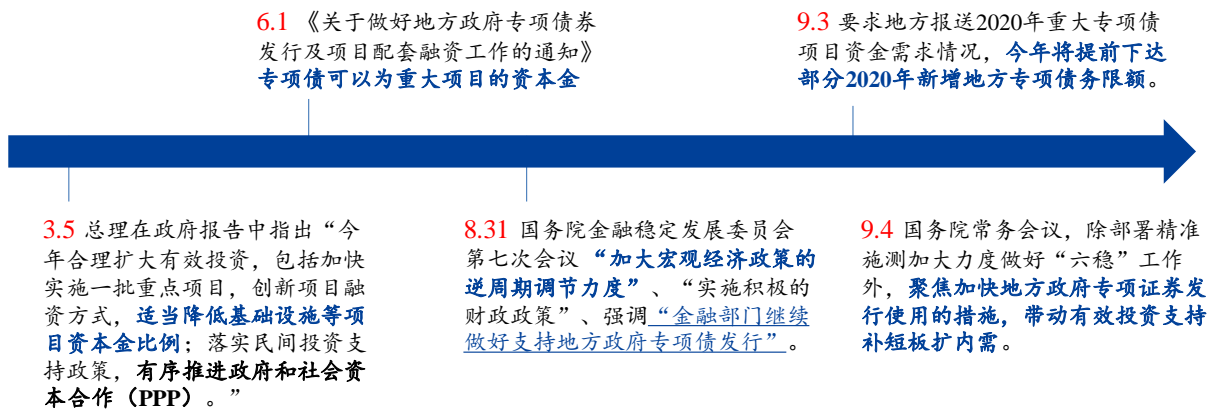 6.1 《关于做好地方政府专项债券
发行及项目配套融资工作的通知》
专项债可以为重大项目的资本金
9.3 要求地方报送2020年重大专项债
项目资金需求情况，今年将提前下达
部分2020年新增地方专项债务限额。
3.5 总理在政府报告中指出“今
年合理扩大有效投资，包括加快
实施一批重点项目，创新项目融
资方式，适当降低基础设施等项
目资本金比例；落实民间投资支
持政策，有序推进政府和社会资
本合作（PPP）。”
8.31 国务院金融稳定发展委员会
第七次会议“加大宏观经济政策的
逆周期调节力度”、“实施积极的
财政政策”、强调“金融部门继续
做好支持地方政府专项债发行”。
9.4 国务院常务会议，除部署精准
施测加大力度做好“六稳”工作
外，聚焦加快地方政府专项证券发
行使用的措施，带动有效投资支持
补短板扩内需。